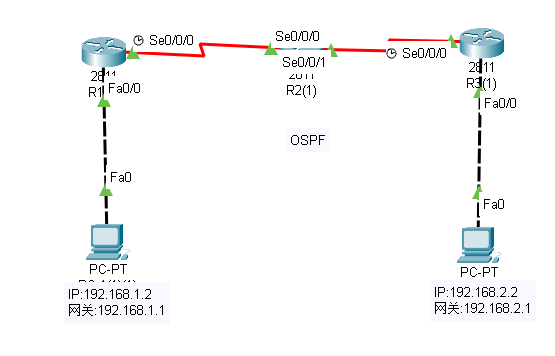 Se0/0/0
Se0/0/0
Se0/0/1
Se0/0/0
2811
R1
2811
R2(1)
2811
R3(1)
Fa0/0
Fa0/0
OSPF
Fa0
Fa0
PC-PT
PC-PT
IP:192.168.1.2
网关:192.168.1.1
IP:192.168.2.2
网关:192.168.2.1